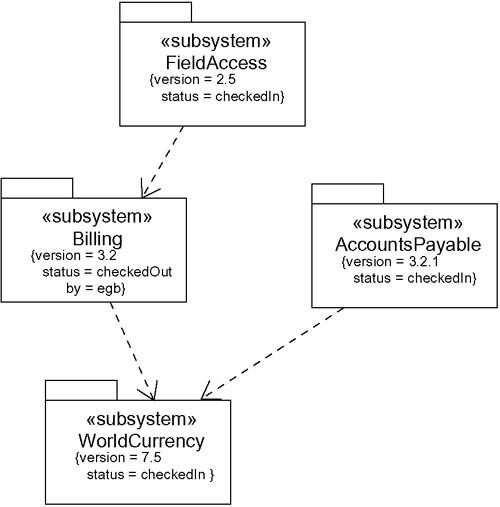 «subsystem»
FieldAccess
{version = 2.5
status = checkedIn}
«subsystem»
Billing
{version = 3.2
status = checkedOut
by = egb}
«subsystem»
AccountsPayable
{version = 3.2.1
status = checkedIn}
«subsystem»
WorldCurrency
{version = 7.5
status = checkedIn }